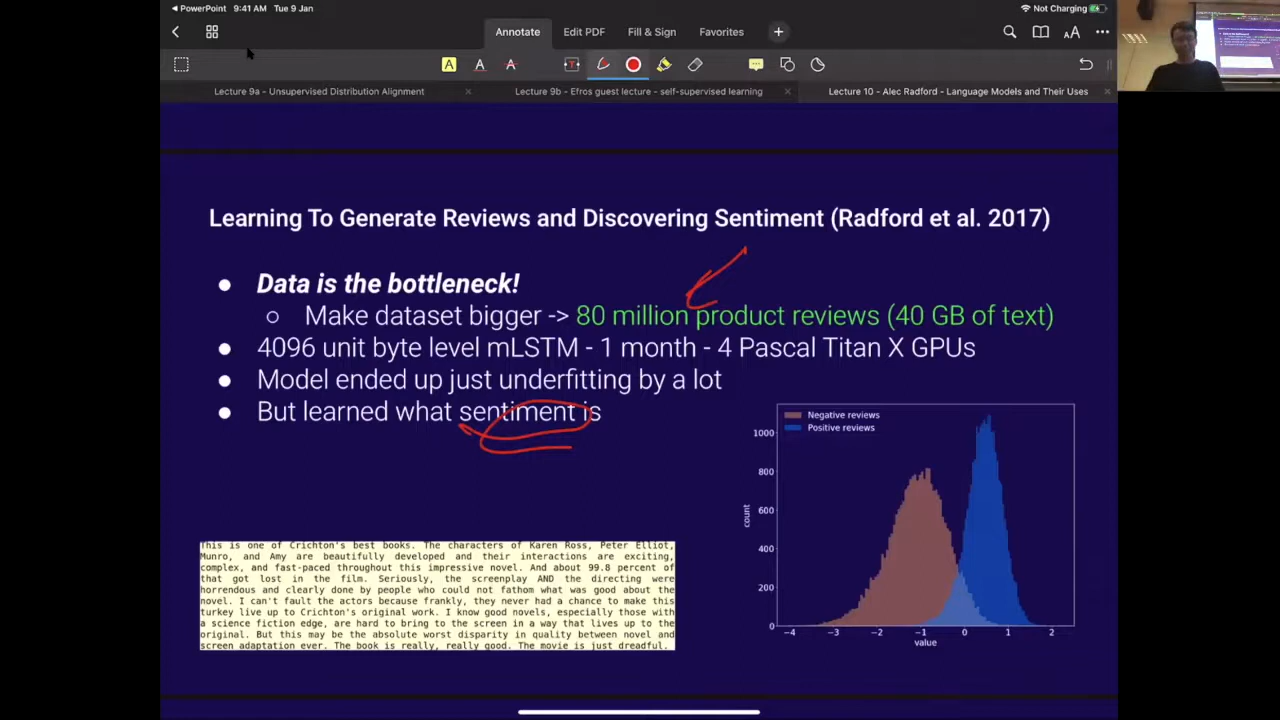 PowerPoint 9:41 AM Tue 9 Jan Not Charging
Annotate Edit PDF Fill & Sign Favorites
AA
A A A T
Lecture 9a - Unsupervised Distribution Alignment Lecture 9b - Efros guest lecture - self-supervised learning Lecture 10 - Alec Radford - Language Models and Their Uses
Learning To Generate Reviews and Discovering Sentiment (Radford et al. 2017)
Data is the bottleneck!
Make dataset bigger -> 80 million product reviews (40 GB of text)
4096 unit byte level mLSTM - 1 month - 4 Pascal Titan X GPUs
Model ended up just underfitting by a lot
But learned what sentiment is
This is one of Crichton's best books. The characters of Karen Ross, Peter Elliot,
Munro, and Amy are beautifully developed and their interactions are exciting,
complex, and fast-paced throughout this impressive novel. And about 99.8 percent of
that got lost in the film. Seriously, the screenplay AND the directing were
horrendous and clearly done by people who could not fathom what was good about the
novel. I can't fault the actors because frankly, they never had a chance to make this
turkey live up to Crichton's original work. I know good novels, especially those with
a science fiction edge, are hard to bring to the screen in a way that lives up to the
original. But this may be the absolute worst disparity in quality between novel and
screen adaptation ever. The book is really, really good. The movie is just dreadful.
Negative reviews
Positive reviews
1000
800
600
400
200
0
count
-4 -3 -2 -1 0 1 2
value